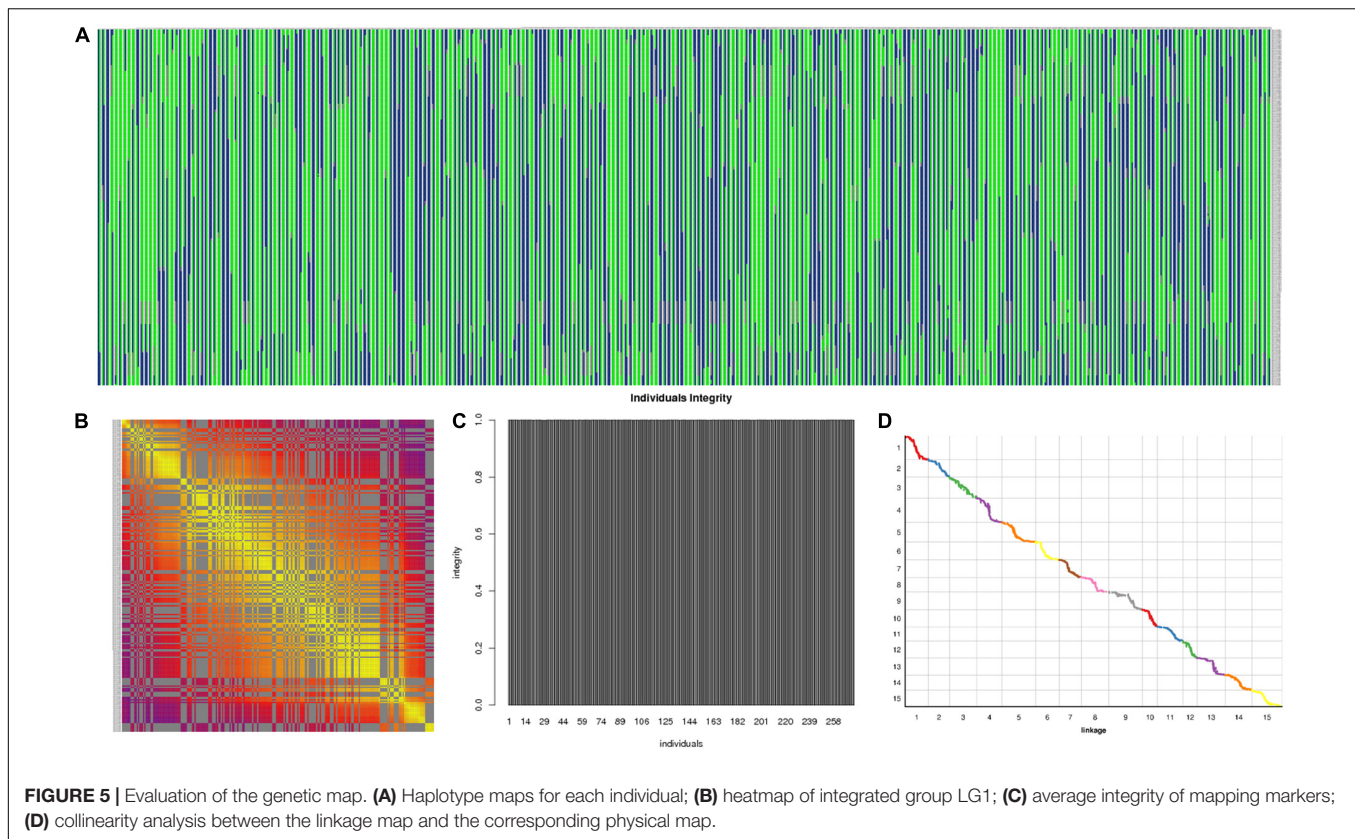 A
Individuals Integrity
B
C
D
1.0
0.8
0.6
0.4
0.2
0.0
integrity
1 14 29 44 59 74 89 106 125 144 163 182 201 220 239 258
individuals
1
2
3
4
5
6
7
8
9
10
11
12
13
14
15
1 2 3 4 5 6 7 8 9 10 11 12 13 14 15
linkage
FIGURE 5 | Evaluation of the genetic map. (A) Haplotype maps for each individual; (B) heatmap of integrated group LG1; (C) average integrity of mapping markers;
(D) collinearity analysis between the linkage map and the corresponding physical map.